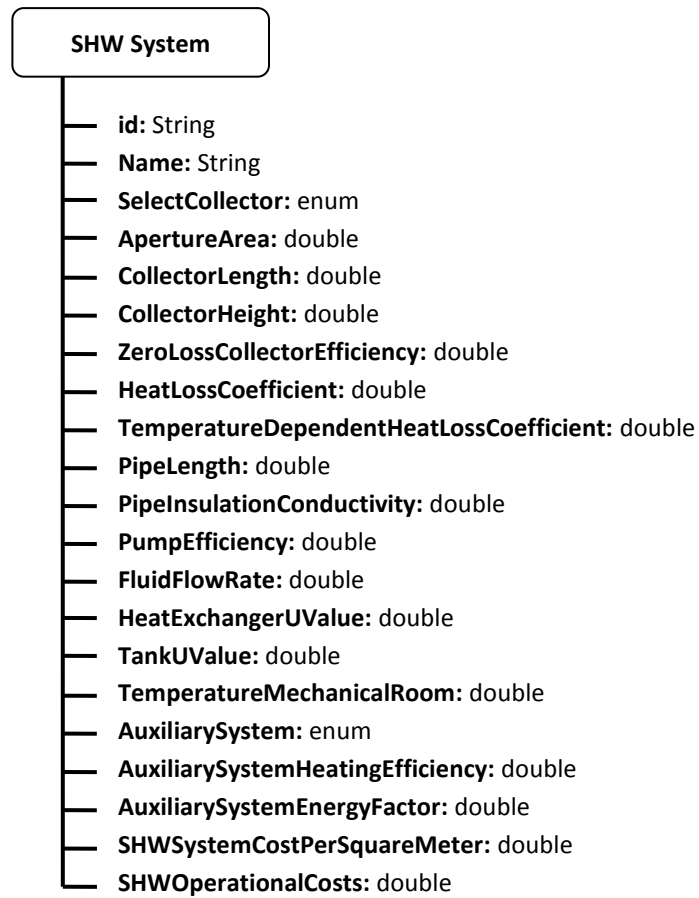 SHW System
id: String
Name: String
SelectCollector: enum
ApertureArea: double
CollectorLength: double
CollectorHeight: double
ZeroLossCollectorEfficiency: double
HeatLossCoefficient: double
TemperatureDependentHeatLossCoefficient: double
PipeLength: double
PipeInsulationConductivity: double
PumpEfficiency: double
FluidFlowRate: double
HeatExchangerUValue: double
TankUValue: double
TemperatureMechanicalRoom: double
AuxiliarySystem: enum
AuxiliarySystemHeatingEfficiency: double
AuxiliarySystemEnergyFactor: double
SHWSystemCostPerSquareMeter: double
SHWOperationalCosts: double